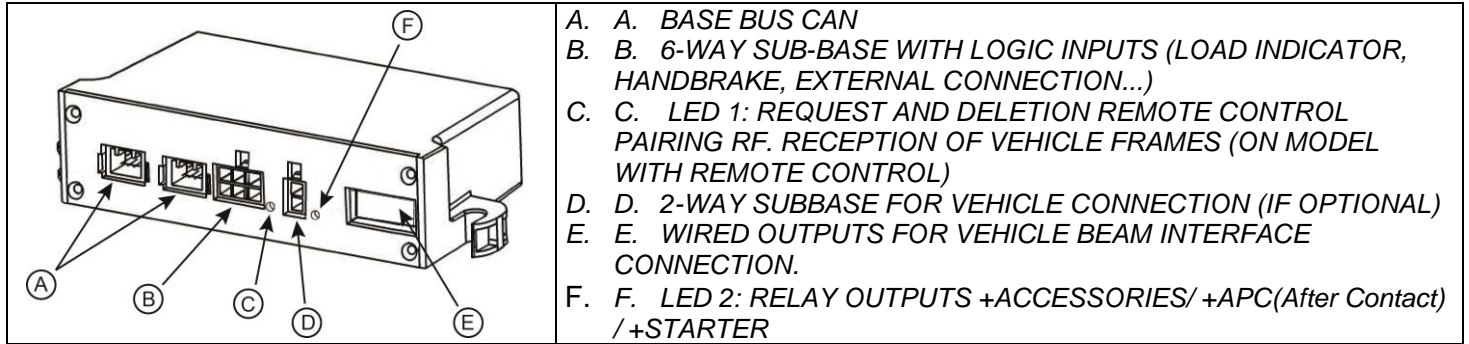 F
A
B
C
D
E
A. A. BASE BUS CAN
B. B. 6-WAY SUB-BASE WITH LOGIC INPUTS (LOAD INDICATOR,
HANDBRAKE, EXTERNAL CONNECTION...)
C. C. LED 1: REQUEST AND DELETION REMOTE CONTROL
PAIRING RF. RECEPTION OF VEHICLE FRAMES (ON MODEL
WITH REMOTE CONTROL)
D. D. 2-WAY SUBBASE FOR VEHICLE CONNECTION (IF OPTIONAL)
E. E. WIRED OUTPUTS FOR VEHICLE BEAM INTERFACE
CONNECTION.
F. F. LED 2: RELAY OUTPUTS +ACCESSORIES/ +APC(After Contact)
/ +STARTER